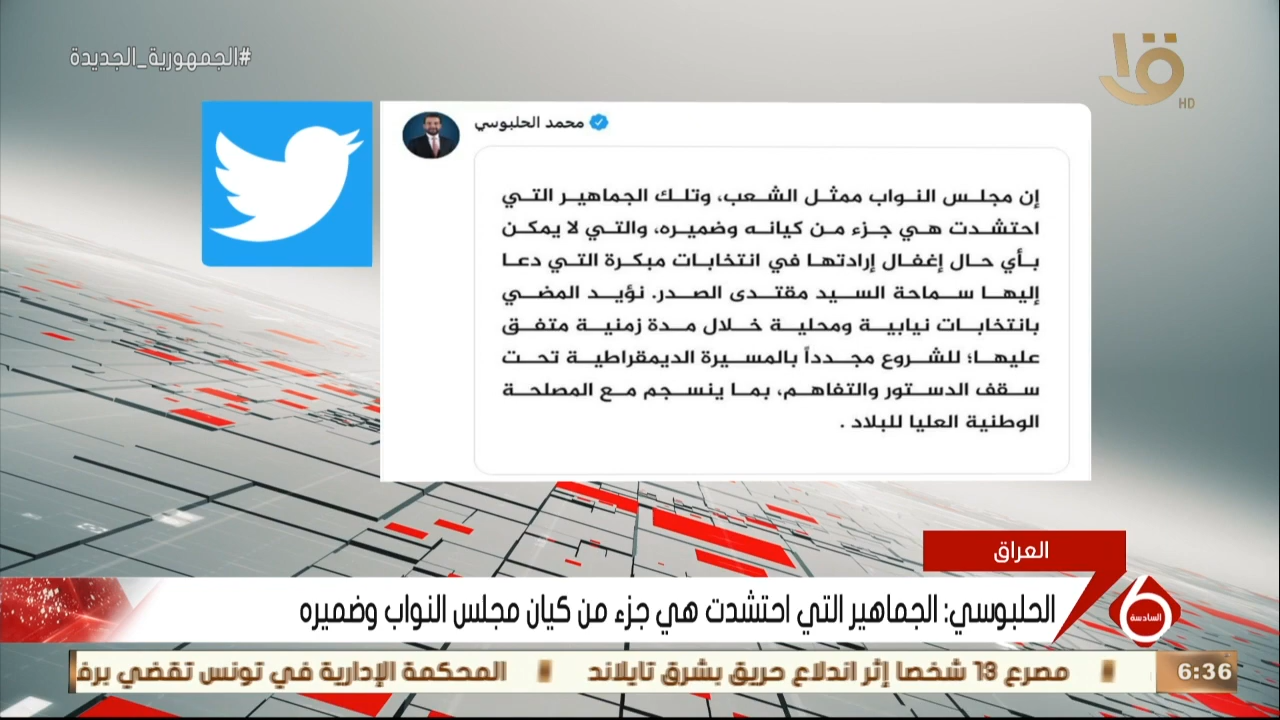 #الجمهورية_الجديدة
HD
محمد الحلبوسي
إن مجلس النواب ممثل الشعب، وتلك الجماهير التي
احتشدت هي جزء من كيانه وضميره، والتي لا يمكن
بأي حال إغفال إرادتها في انتخابات مبكرة التي دعا
إليها سماحة السيد مقتدى الصدر. نؤيد المضي
بانتخابات نيابية ومحلية خلال مدة زمنية متفق
عليها؛ للشروع مجدداً بالمسيرة الديمقراطية تحت
سقف الدستور والتفاهم، بما ينسجم مع المصلحة
الوطنية العليا للبلاد .
العراق
الحلبوسي: الجماهير التي احتشدت هي جزء من كيان مجلس النواب وضميره
6 السادسة
6:36
مصرع 13 شخصا إثر اندلاع حريق بشرق تايلاند
المحكمة الإدارية في تونس تقضي برف